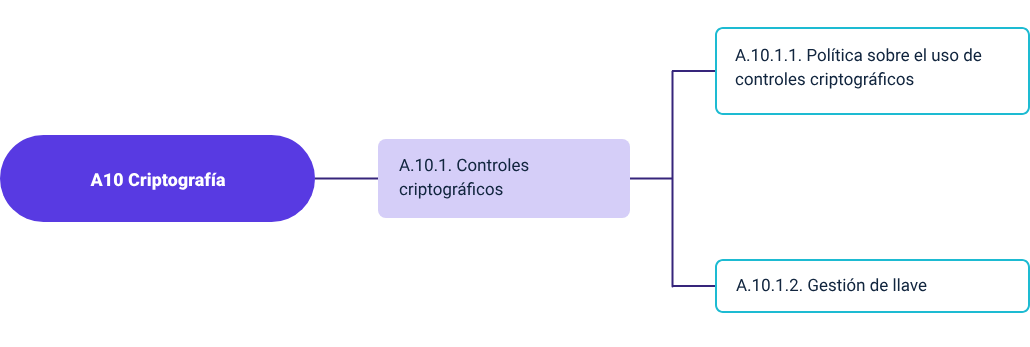 A10 Criptografía
A.10.1. Controles
criptográficos
A.10.1.1. Política sobre el uso de
controles criptográficos
A.10.1.2. Gestión de llave